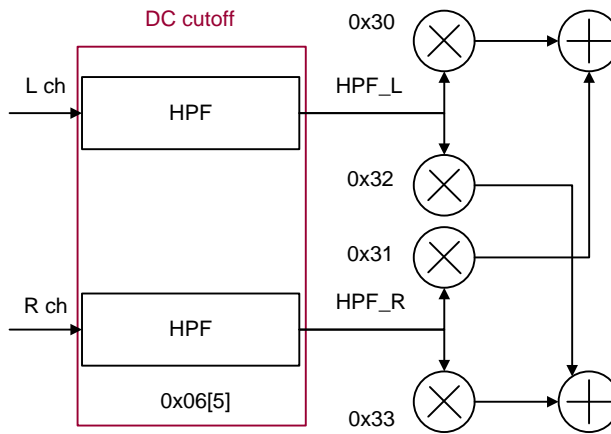 DC cutoff
0x30
L ch
HPF
HPF_L
0x32
0x31
R ch
HPF
HPF_R
0x06[5]
0x33